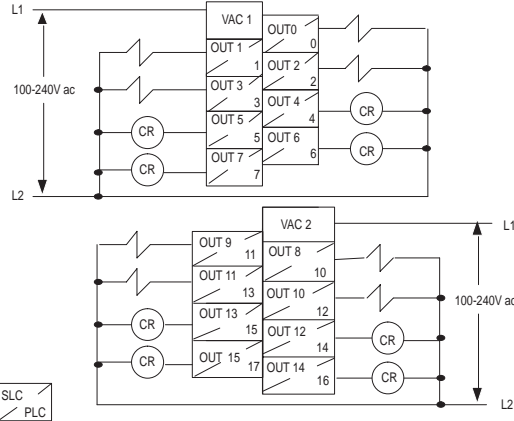 L1
VAC 1
OUT0
0
OUT 1
1
OUT 2
2
OUT 3
3
100-240V ac
OUT 4
4
CR
OUT 5
5
CR
OUT 6
6
CR
OUT 7
7
CR
L2
VAC 2
L1
OUT 9
11
OUT 8
10
OUT 11
13
OUT 10
12
100-240V ac
OUT 13
15
CR
OUT 12
14
CR
OUT 15
17
CR
OUT 14
16
CR
SLC
PLC
L2